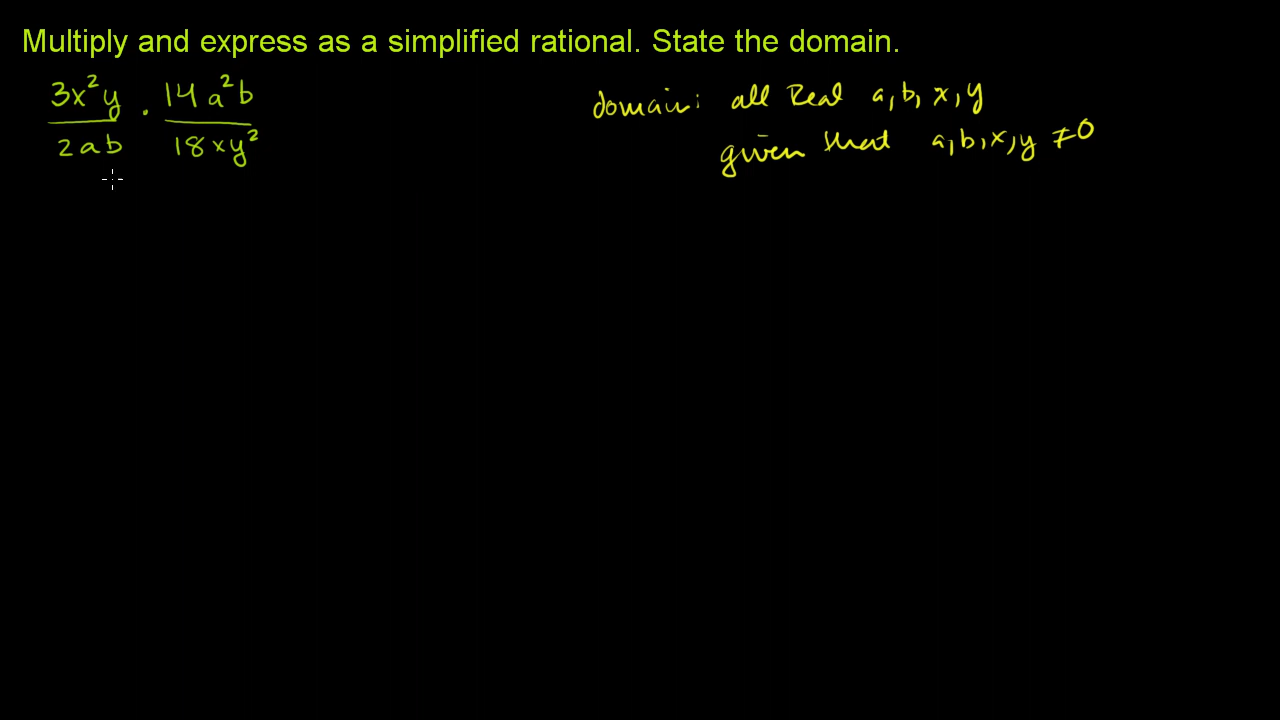 Multiply and express as a simplified rational. State the domain.
3x²y / 2ab · 14a²b / 18xy²
domain: all Real a, b, x, y
given that a, b, x, y ≠ 0